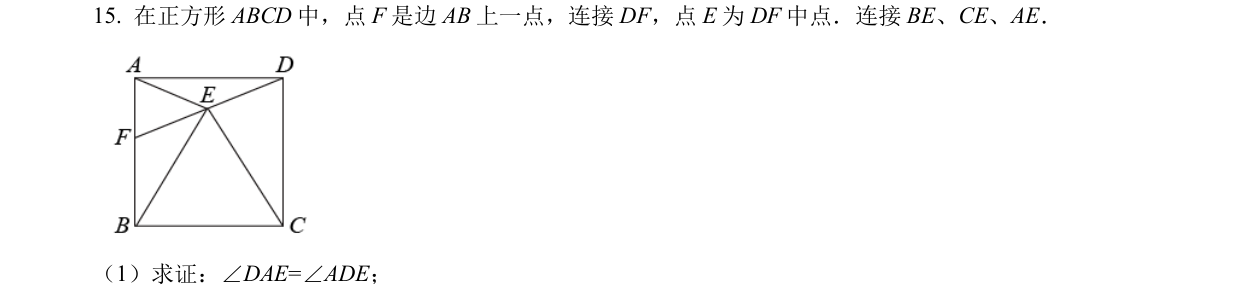 15. 在正方形 ABCD 中，点 F 是边 AB 上一点，连接 DF，点 E 为 DF 中点．连接 BE、CE、AE．
A
D
E
F
B
C
（1）求证：∠DAE=∠ADE；